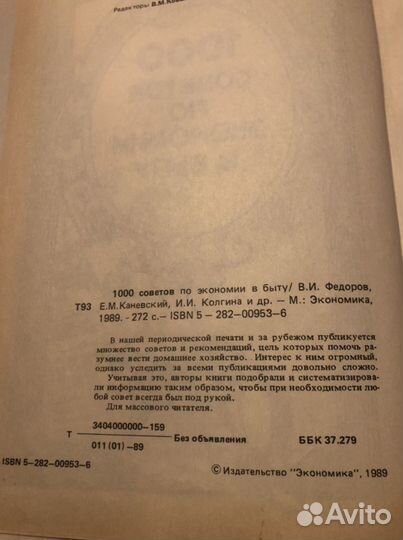 Редакторы В.М.
1000 советов по экономии в быту/ В.И. Федоров,
Т93 Е.М. Каневский, И.И. Колгина и др. — М.: Экономика,
1989. - 272 с.— ISBN 5 — 282—00953—6
В нашей периодической печати и за рубежом публикуется
множество советов и рекомендаций, цель которых помочь ра-
зумнее вести домашнее хозяйство. Интерес к ним огромный,
однако уследить за всеми публикациями довольно сложно.
Учитывая это, авторы книги подобрали и систематизирова-
ли информацию таким образом, чтобы при необходимости лю-
бой совет всегда был под рукой.
Для массового читателя.
Т 3404000000—159
011 (01) —89
Без объявления ББК 37.279
ISBN 5—282—00953—6
© Издательство "Экономика", 1989
Avito